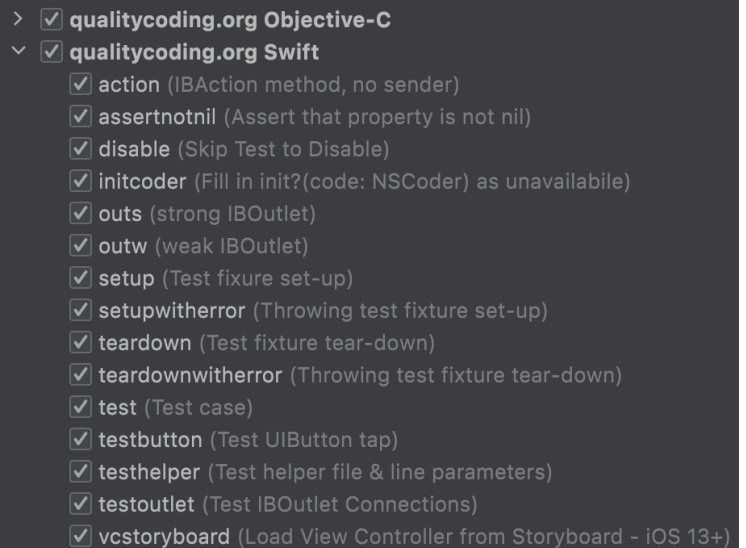 qualitycoding.org Objective-C
qualitycoding.org Swift
action (IBAction method, no sender)
assertnotnil (Assert that property is not nil)
disable (Skip Test to Disable)
initcoder (Fill in init?(code: NSCoder) as unavailabile)
outs (strong IBOutlet)
outw (weak IBOutlet)
setup (Test fixure set-up)
setupwitherror (Throwing test fixture set-up)
teardown (Test fixture tear-down)
teardownwitherror (Throwing test fixture tear-down)
test (Test case)
testbutton (Test UIButton tap)
testhelper (Test helper file & line parameters)
testoutlet (Test IBOutlet Connections)
vcstoryboard (Load View Controller from Storyboard - iOS 13+)